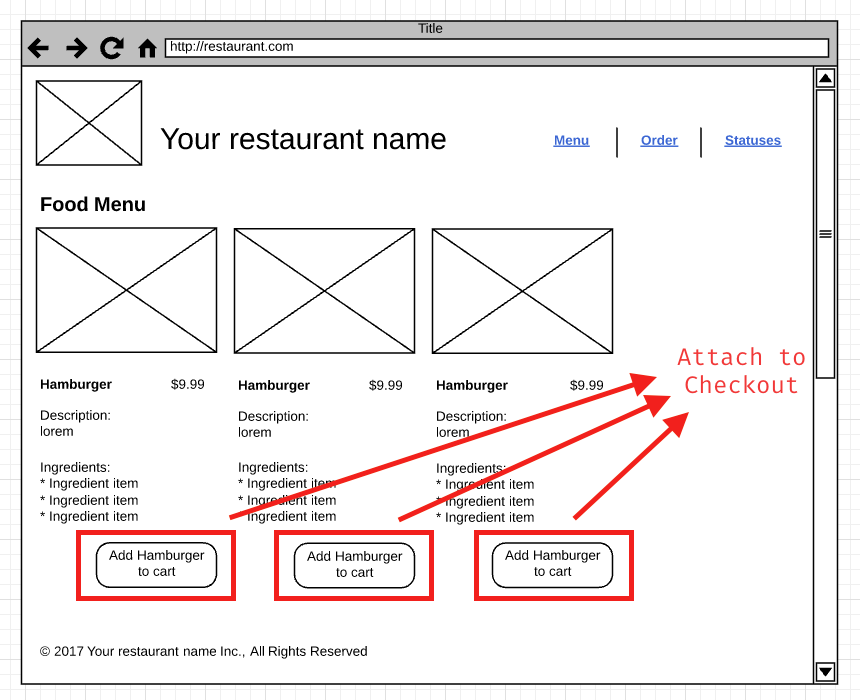 Title
http://restaurant.com
Your restaurant name
Menu
Order
Statuses
Food Menu
Attach to
Checkout
Hamburger $9.99
Description:
lorem
Ingredients:
* Ingredient item
* Ingredient item
* Ingredient item
Add Hamburger
to cart
Hamburger $9.99
Description:
lorem
Ingredients:
* Ingredient item
* Ingredient item
* Ingredient item
Add Hamburger
to cart
Hamburger $9.99
Description:
lorem
Ingredients:
* Ingredient item
* Ingredient item
* Ingredient item
Add Hamburger
to cart
© 2017 Your restaurant name Inc., All Rights Reserved